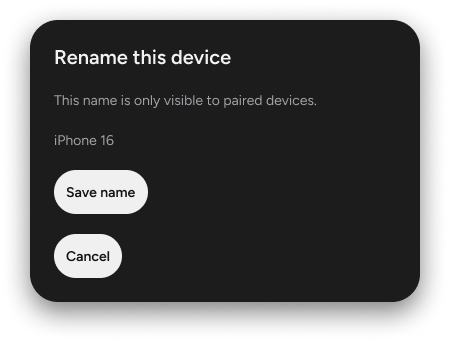 Rename this device
This name is only visible to paired devices.
iPhone 16
Save name
Cancel